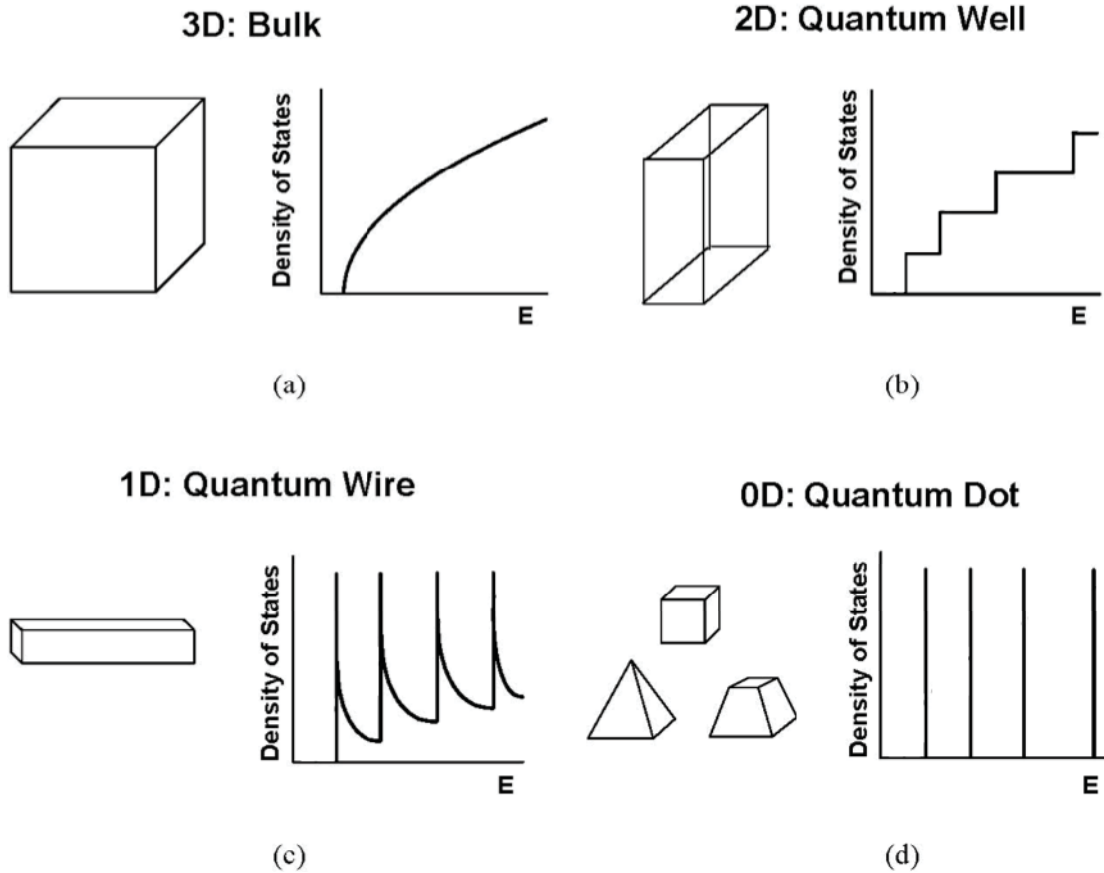 3D: Bulk
2D: Quantum Well
Density of States
E
Density of States
E
(a)
(b)
1D: Quantum Wire
0D: Quantum Dot
Density of States
E
Density of States
E
(c)
(d)